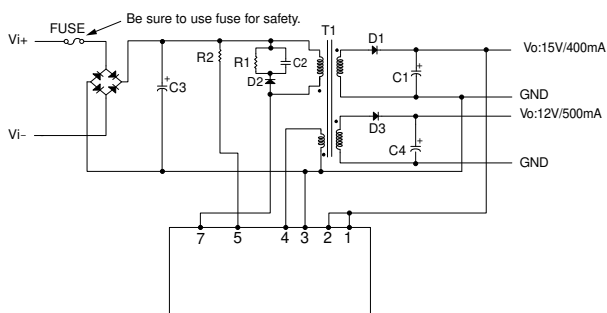 Be sure to use fuse for safety.
FUSE
Vi+
T1
D1
Vo:15V/400mA
R2
R1
C2
C3
D2
C1
GND
Vo:12V/500mA
D3
C4
Vi−
GND
7 5 4 3 2 1